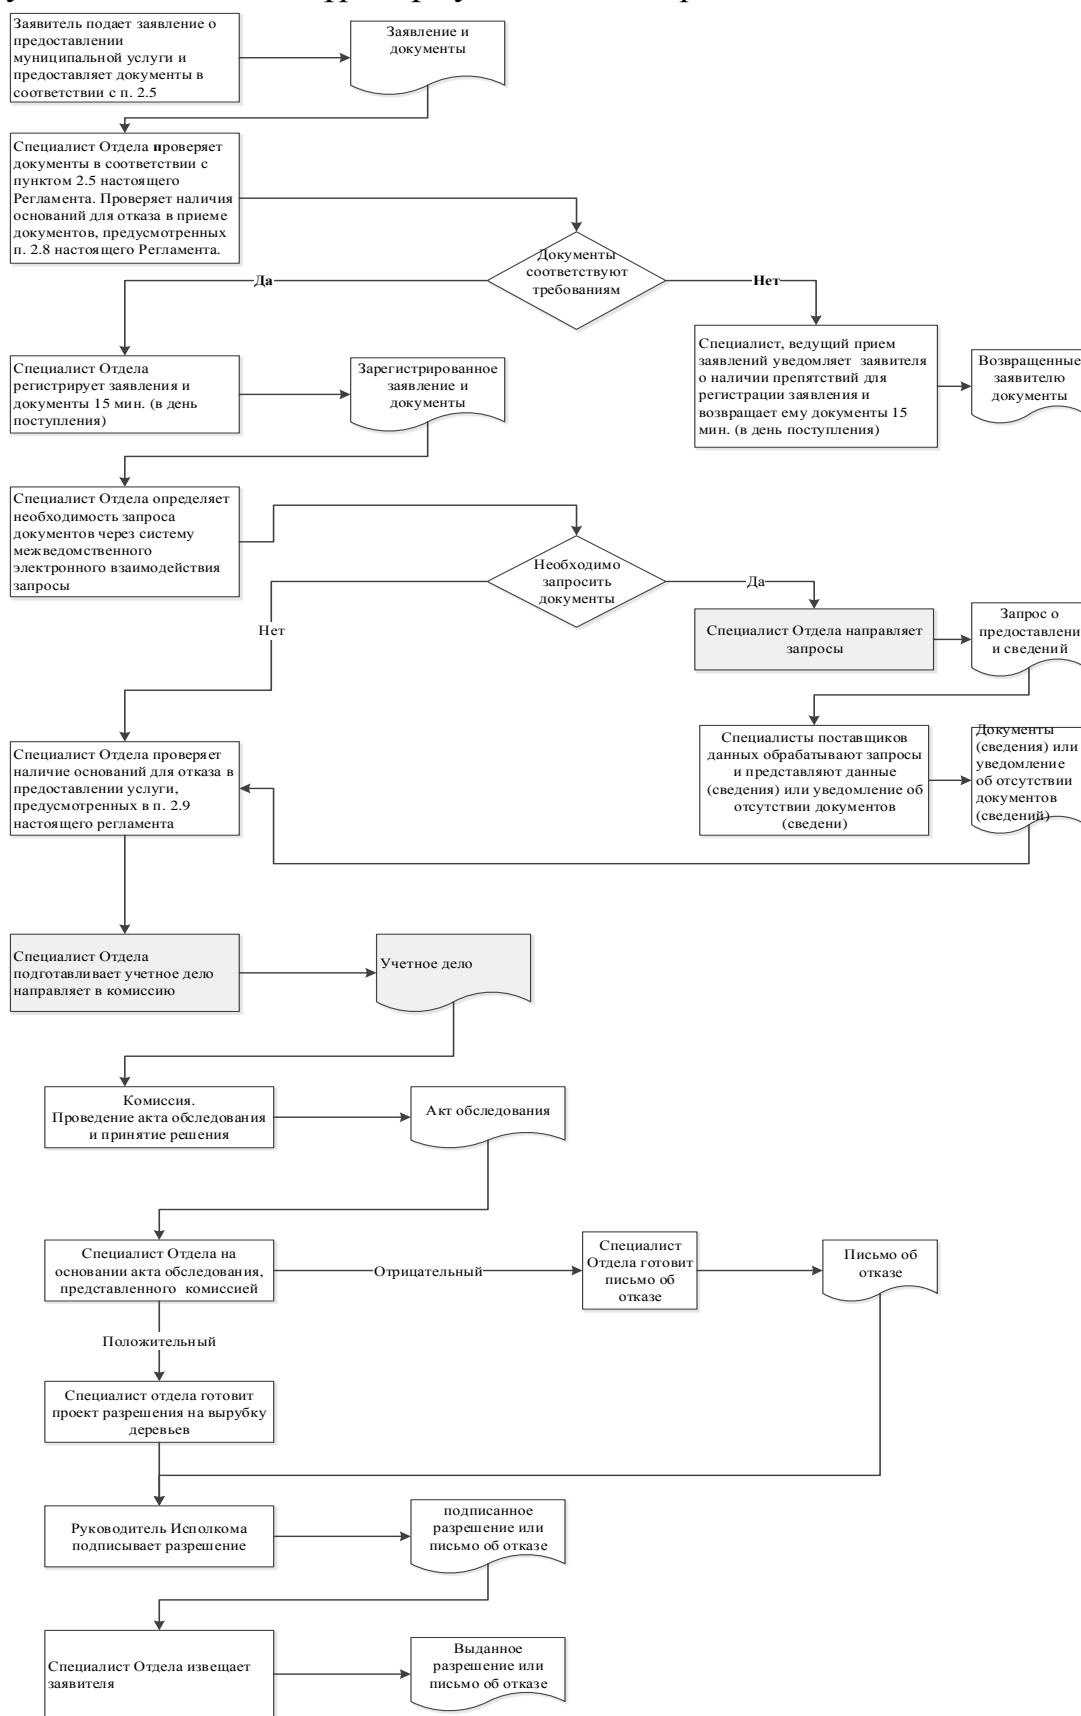 Заявитель подает заявление о
предоставлении
муниципальной услуги и
предоставляет документы в
соответствии с п. 2.5
Заявление и
документы
Специалист Отдела проверяет
документы в соответствии с
пунктом 2.5 настоящего
Регламента. Проверяет наличия
оснований для отказа в приеме
документов, предусмотренных
п. 2.8 настоящего Регламента.
Документы
соответствуют
требованиям
Да
Нет
Специалист Отдела
регистрирует заявления и
документы 15 мин. (в день
поступления)
Зарегистрированное
заявление и
документы
Специалист, ведущий прием
заявлений уведомляет заявителя
о наличии препятствий для
регистрации заявления и
возвращает ему документы 15
мин. (в день поступления)
Возвращенные
заявителю
документы
Специалист Отдела определяет
необходимость запроса
документов через систему
межведомственного
электронного взаимодействия
запросы
Необходимо
запросить
документы
Да
Нет
Специалист Отдела направляет
запросы
Запрос о
предоставлени
и сведений
Специалист Отдела проверяет
наличие оснований для отказа в
предоставлении услуги,
предусмотренных в п. 2.9
настоящего регламента
Специалисты поставщиков
данных обрабатывают запросы
и представляют данные
(сведения) или уведомление об
отсутствии документов
(сведени)
Документы
(сведения) или
уведомление
об отсутствии
документов
(сведений)
Специалист Отдела
подготавливает учетное дело
направляет в комиссию
Учетное дело
Комиссия.
Проведение акта обследования
и принятие решения
Акт обследования
Специалист Отдела на
основании акта обследования,
представленного комиссией
Отрицательный
Специалист
Отдела готовит
письмо об
отказе
Письмо об
отказе
Положительный
Специалист отдела готовит
проект разрешения на вырубку
деревьев
Руководитель Исполкома
подписывает разрешение
подписанное
разрешение или
письмо об отказе
Специалист Отдела извещает
заявителя
Выданное
разрешение или
письмо об отказе